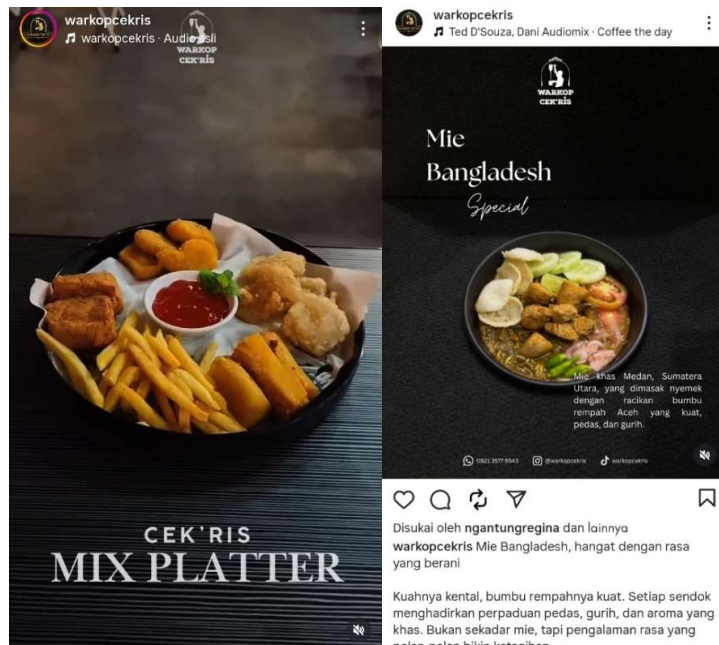 warkopcekris
warkopcekris · Audio asli
WARKOP
CEK'RIS
CEK'RIS
MIX PLATTER
warkopcekris
Ted D'Souza, Dani Audiomix · Coffee the day
WARKOP
CEK'RIS
Mie
Bangladesh
Special
Mie khas Medan, Sumatera
Utara, yang dimasak nyemek
dengan racikan bumbu
rempah Aceh yang kuat,
pedas, dan gurih.
0821 3577 6543 @warkopcekris warkopcekris
Disukai oleh ngantungregina dan lainnya
warkopcekris Mie Bangladesh, hangat dengan rasa
yang berani
Kuahnya kental, bumbu rempahnya kuat. Setiap sendok
menghadirkan perpaduan pedas, gurih, dan aroma yang
khas. Bukan sekadar mie, tapi pengalaman rasa yang